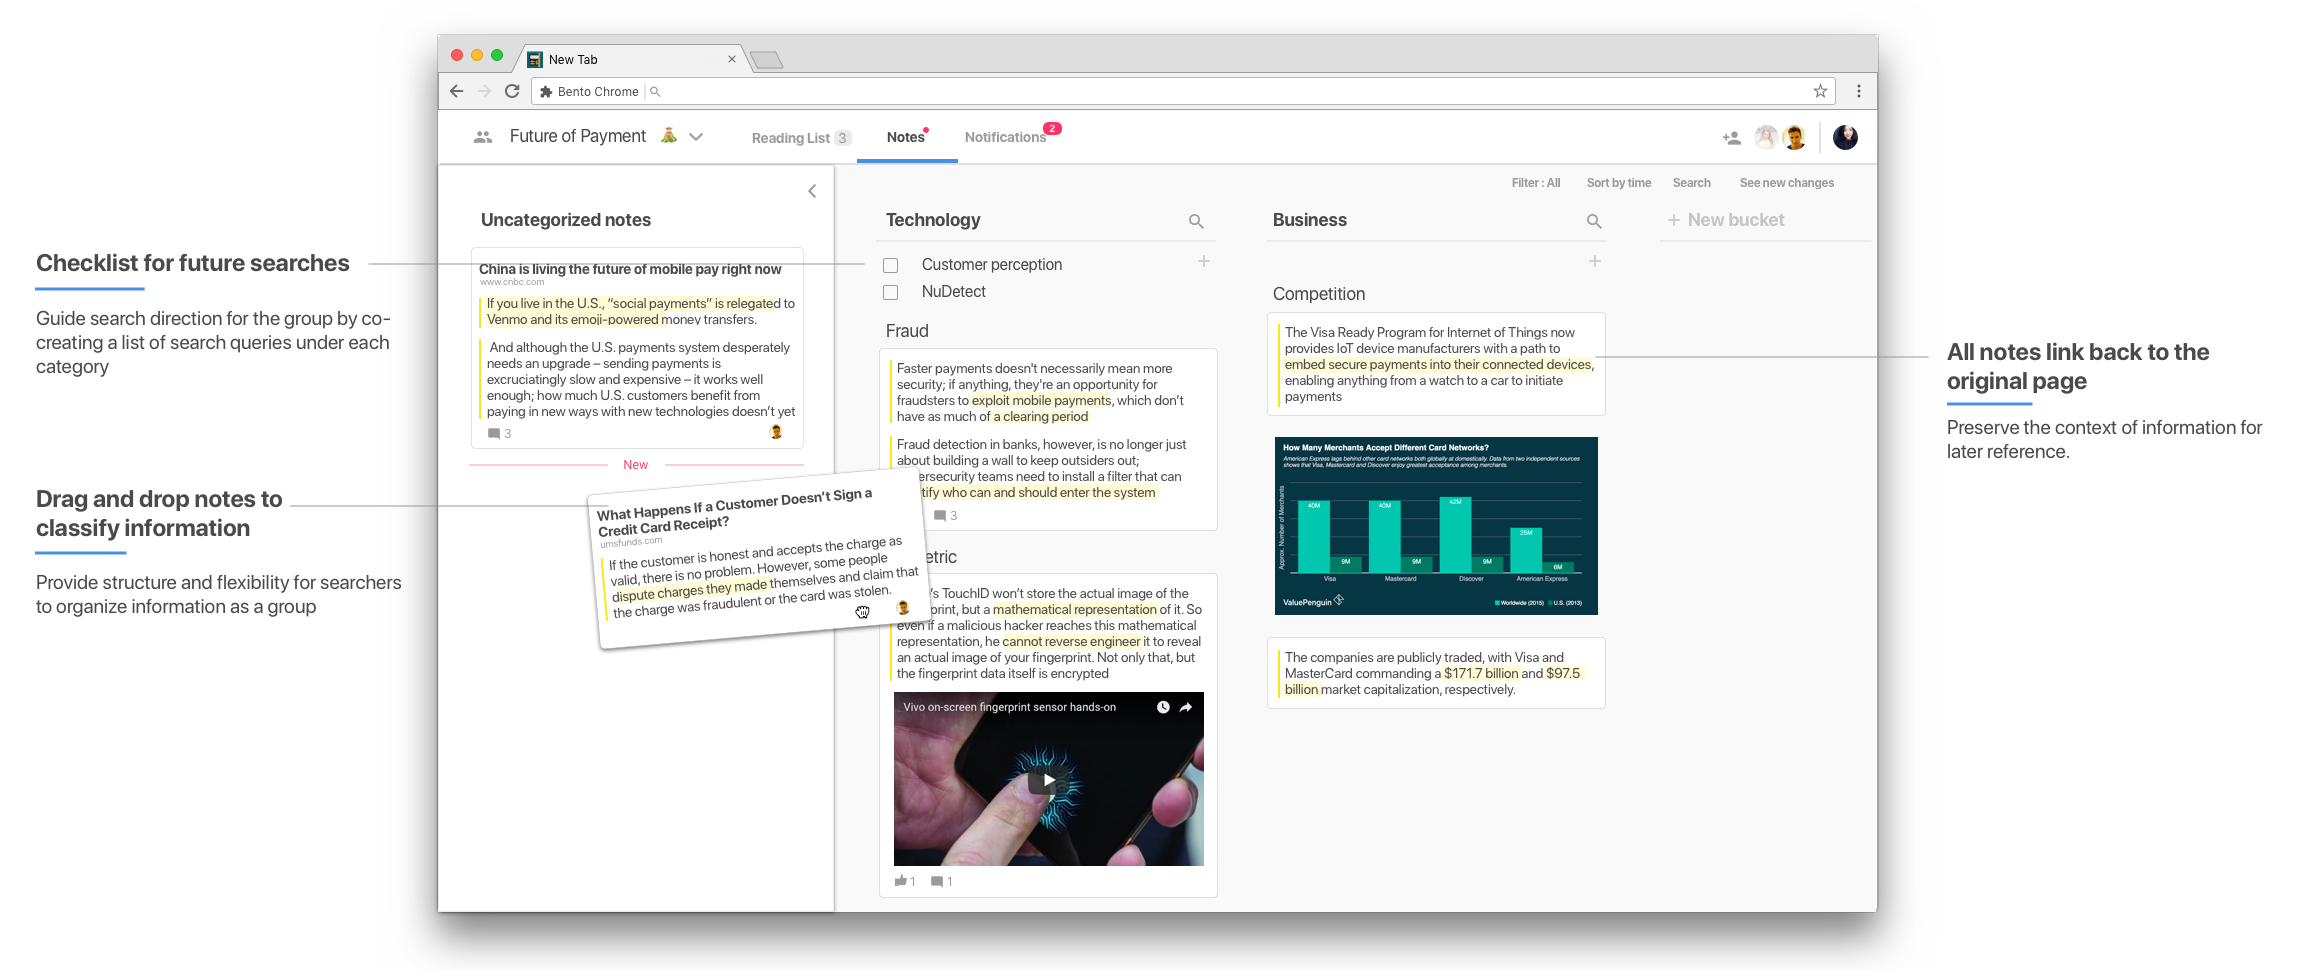 New Tab
Bento Chrome
Future of Payment
Reading List 3
Notes
Notifications 2
Filter : All
Sort by time
Search
See new changes
Uncategorized notes
China is living the future of mobile pay right now
www.cnbc.com
If you live in the U.S., “social payments” is relegated to
Venmo and its emoji-powered money transfers.
And although the U.S. payments system desperately
needs an upgrade – sending payments is
excruciatingly slow and expensive – it works well
enough; how much U.S. customers benefit from
paying in new ways with new technologies doesn’t yet
3
New
What Happens If a Customer Doesn’t Sign a
Credit Card Receipt?
umsfunds.com
If the customer is honest and accepts the charge as
valid, there is no problem. However, some people
dispute charges they made themselves and claim that
the charge was fraudulent or the card was stolen.
Technology
Customer perception
NuDetect
Fraud
Faster payments doesn't necessarily mean more
security; if anything, they're an opportunity for
fraudsters to exploit mobile payments, which don’t
have as much of a clearing period
Fraud detection in banks, however, is no longer just
about building a wall to keep outsiders out;
ersecurity teams need to install a filter that can
tify who can and should enter the system
3
etric
’s TouchID won’t store the actual image of the
print, but a mathematical representation of it. So
even if a malicious hacker reaches this mathematical
representation, he cannot reverse engineer it to reveal
an actual image of your fingerprint. Not only that, but
the fingerprint data itself is encrypted
Vivo on-screen fingerprint sensor hands-on
1
1
Business
Competition
The Visa Ready Program for Internet of Things now
provides IoT device manufacturers with a path to
embed secure payments into their connected devices,
enabling anything from a watch to a car to initiate
payments
How Many Merchants Accept Different Card Networks?
American Express lags behind other card networks both globally at domestically. Data from two independent sources
shows that Visa, Mastercard and Discover enjoy greatest acceptance among merchants.
Approx. Number of Merchants
40M
9M
40M
9M
42M
9M
25M
6M
Visa
Mastercard
Discover
American Express
ValuePenguin
Worldwide (2015)
U.S. (2013)
The companies are publicly traded, with Visa and
MasterCard commanding a $171.7 billion and $97.5
billion market capitalization, respectively.
+ New bucket
Checklist for future searches
Guide search direction for the group by co-
creating a list of search queries under each
category
Drag and drop notes to
classify information
Provide structure and flexibility for searchers
to organize information as a group
All notes link back to the
original page
Preserve the context of information for
later reference.